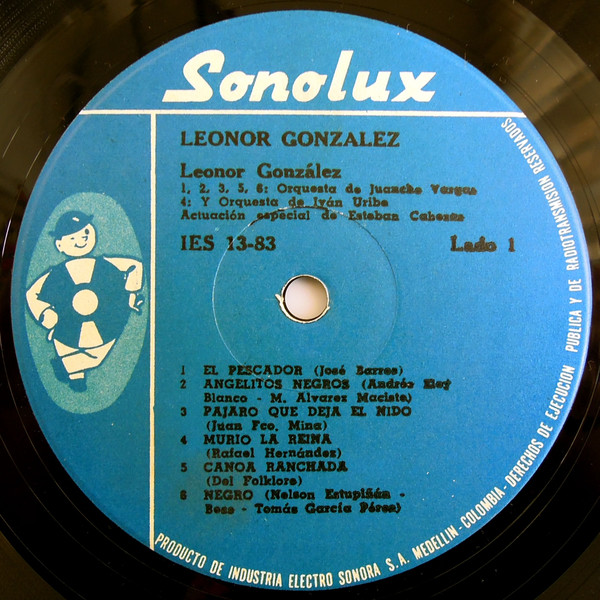 Sonolux
LEONOR GONZALEZ
Leonor González
1, 2, 3, 5, 6: Orquesta de Juancho Vargas
4: Y Orquesta de Iván Uribe
Actuación especial de Esteban Cabezas
IES 13-83
Lado 1
1 EL PESCADOR (José Barros)
2 ANGELITOS NEGROS (Andrés Eloy
Blanco - M. Alvarez Maciste)
3 PAJARO QUE DEJA EL NIDO
(Juan Fco. Mina)
4 MURIO LA REINA
(Rafael Hernández)
5 CANOA RANCHADA
(Del Folklore)
6 NEGRO (Nelson Estupiñán -
Bass - Tomás García Pérez)
PRODUCTO DE INDUSTRIA ELECTRO SONORA S.A. MEDELLIN-COLOMBIA-DERECHOS DE EJECUCION PUBLICA Y DE RADIOTRANSMISION RESERVADOS